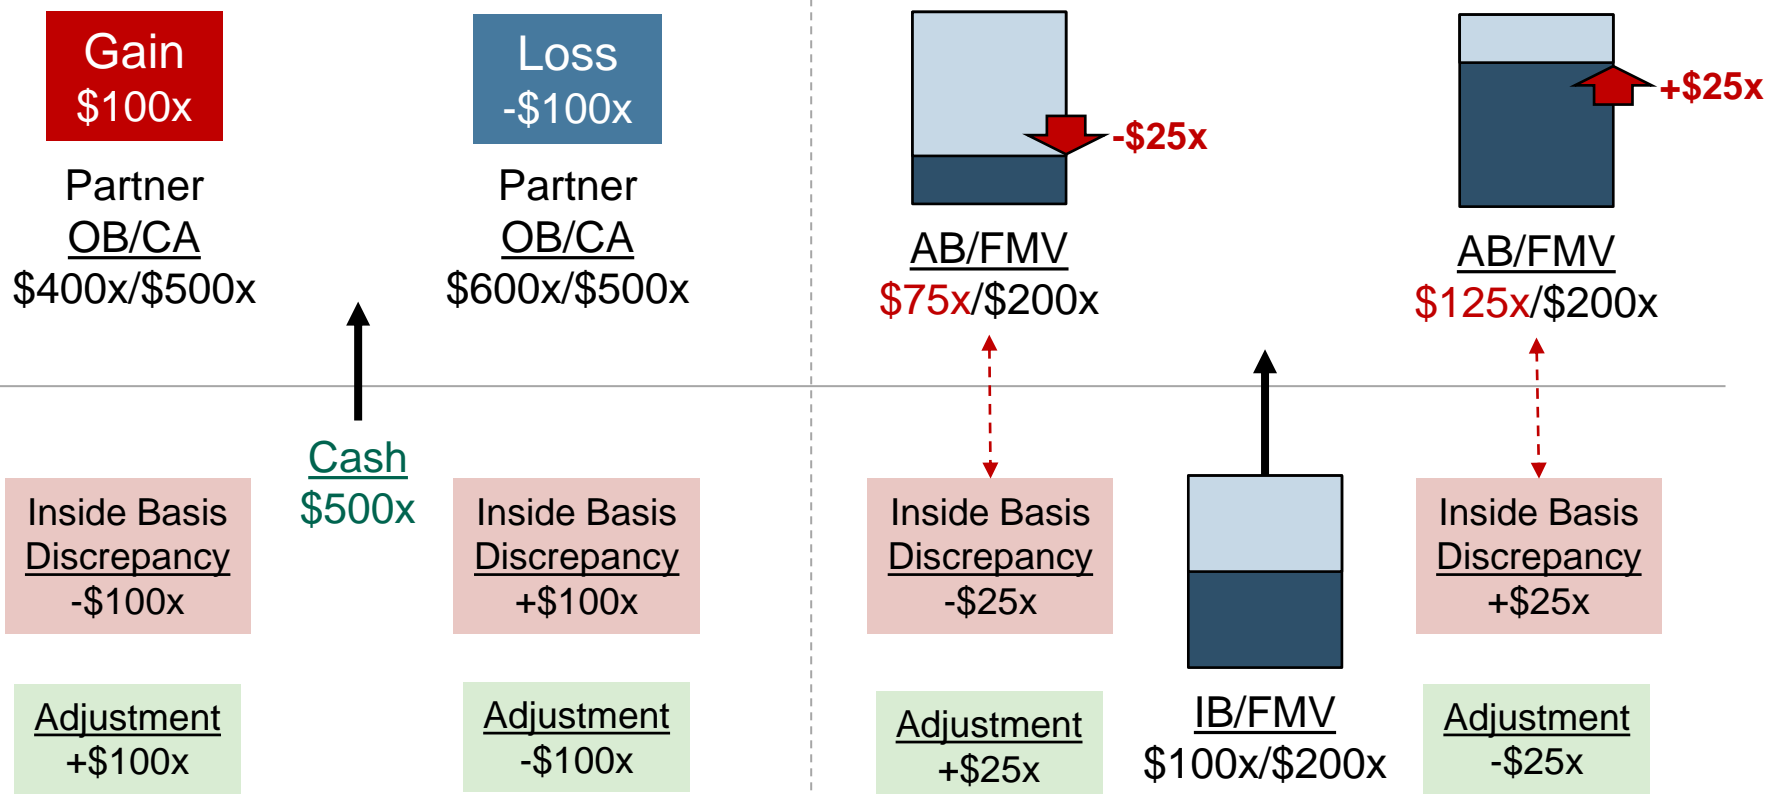 Gain
$100x
Partner
OB/CA
$400x/$500x
Loss
-$100x
Partner
OB/CA
$600x/$500x
Cash
$500x
Inside Basis
Discrepancy
-$100x
Adjustment
+$100x
Inside Basis
Discrepancy
+$100x
Adjustment
-$100x
-$25x
AB/FMV
$75x/$200x
+$25x
AB/FMV
$125x/$200x
Inside Basis
Discrepancy
-$25x
Adjustment
+$25x
IB/FMV
$100x/$200x
Inside Basis
Discrepancy
+$25x
Adjustment
-$25x